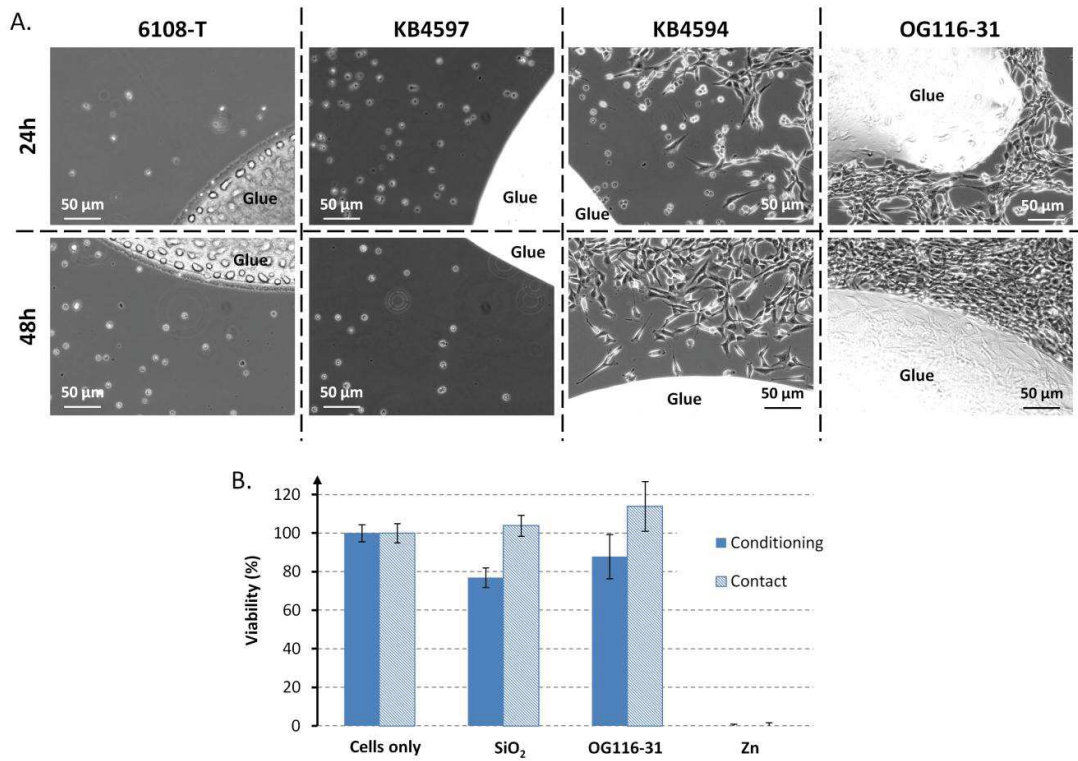 A.
6108-T KB4597 KB4594 OG116-31
24h
Glue
50 µm
Glue
50 µm
Glue
50 µm
Glue
50 µm
48h
Glue
50 µm
Glue
50 µm
Glue
50 µm
Glue
50 µm
B.
Viability (%)
120
100
80
60
40
20
0
Conditioning
Contact
Cells only SiO₂ OG116-31 Zn